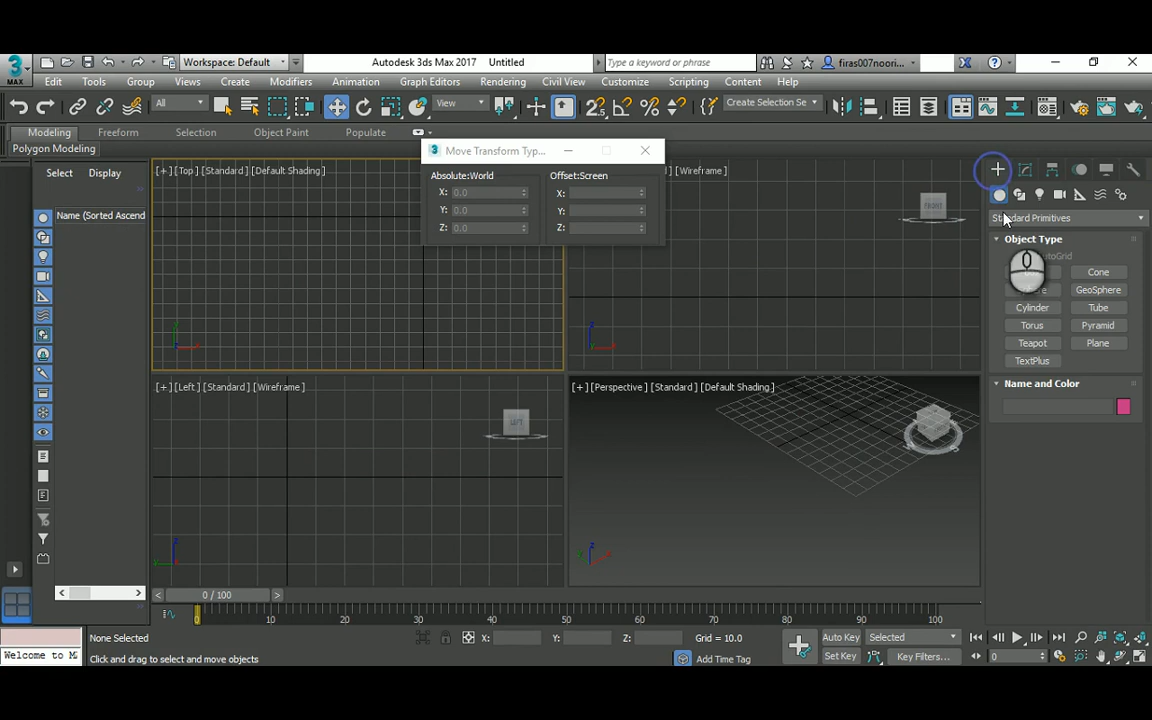 Workspace: Default
Autodesk 3ds Max 2017 Untitled
Type a keyword or phrase
firas007noori...
MAX
Edit Tools Group Views Create Modifiers Animation Graph Editors Rendering Civil View Customize Scripting Content Help
All
View
Create Selection Se
Modeling Freeform Selection Object Paint Populate
Polygon Modeling
Move Transform Typ...
Absolute:World
X: 0.0
Y: 0.0
Z: 0.0
Offset:Screen
X:
Y:
Z:
Select Display
Name (Sorted Ascend
[+] [Top] [Standard] [Default Shading]
[Wireframe]
FRONT
[+] [Left] [Standard] [Wireframe]
LEFT
[+] [Perspective] [Standard] [Default Shading]
Standard Primitives
Object Type
Cone
GeoSphere
Cylinder Tube
Torus Pyramid
Teapot Plane
TextPlus
Name and Color
0 / 100
0 10 20 30 40 50 60 70 80 90 100
None Selected
X: Y: Z: Grid = 10.0
Auto Key Selected
Welcome to M
Click and drag to select and move objects
Add Time Tag
Set Key Key Filters...
0